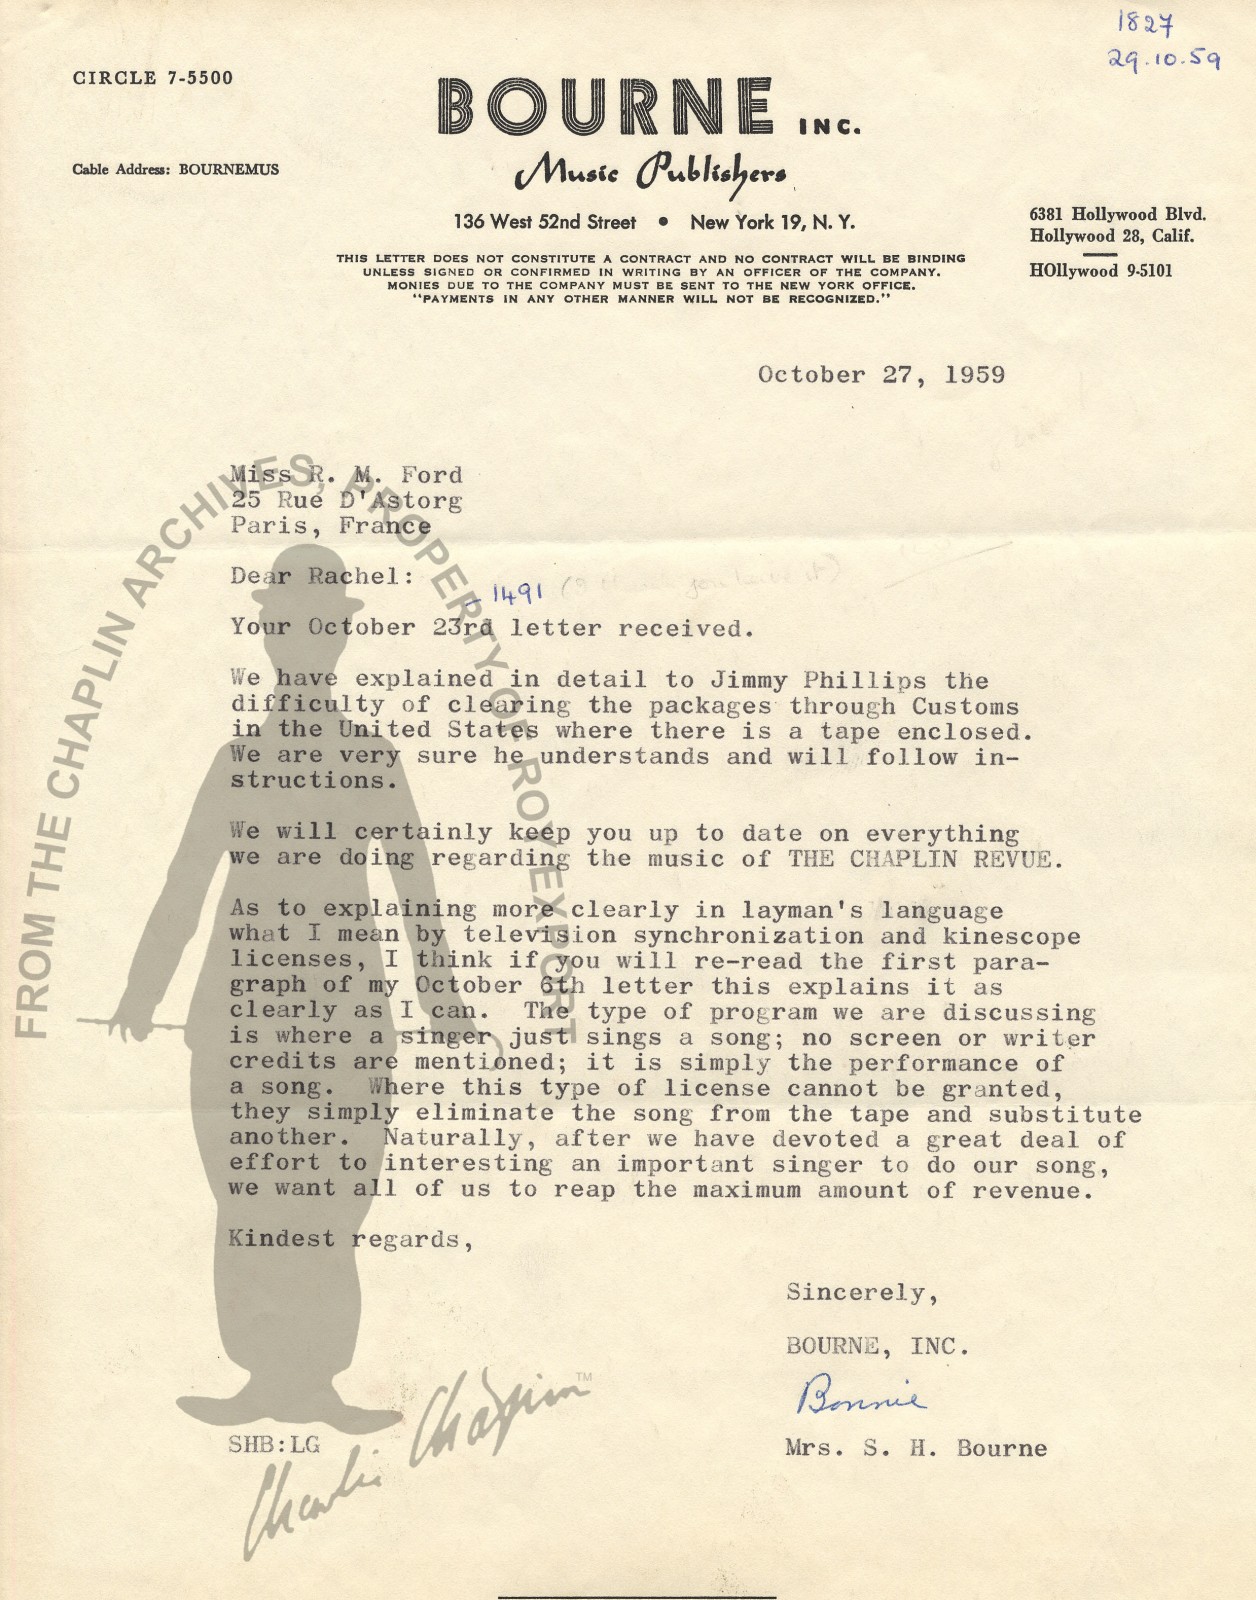 1827
29.10.59
CIRCLE 7-5500
BOURNE INC.
Cable Address: BOURNEMUS
Music Publishers
136 West 52nd Street • New York 19, N. Y.
6381 Hollywood Blvd.
Hollywood 28, Calif.
HOllywood 9-5101
THIS LETTER DOES NOT CONSTITUTE A CONTRACT AND NO CONTRACT WILL BE BINDING
UNLESS SIGNED OR CONFIRMED IN WRITING BY AN OFFICER OF THE COMPANY.
MONIES DUE TO THE COMPANY MUST BE SENT TO THE NEW YORK OFFICE.
"PAYMENTS IN ANY OTHER MANNER WILL NOT BE RECOGNIZED."
October 27, 1959
Miss R. M. Ford
25 Rue D'Astorg
Paris, France
Dear Rachel:
- 1491
Your October 23rd letter received.
We have explained in detail to Jimmy Phillips the
difficulty of clearing the packages through Customs
in the United States where there is a tape enclosed.
We are very sure he understands and will follow in-
structions.
We will certainly keep you up to date on everything
we are doing regarding the music of THE CHAPLIN REVUE.
As to explaining more clearly in layman's language
what I mean by television synchronization and kinescope
licenses, I think if you will re-read the first para-
graph of my October 6th letter this explains it as
clearly as I can. The type of program we are discussing
is where a singer just sings a song; no screen or writer
credits are mentioned; it is simply the performance of
a song. Where this type of license cannot be granted,
they simply eliminate the song from the tape and substitute
another. Naturally, after we have devoted a great deal of
effort to interesting an important singer to do our song,
we want all of us to reap the maximum amount of revenue.
Kindest regards,
Sincerely,
BOURNE, INC.
Bonnie
SHB:LG
Mrs. S. H. Bourne
FROM THE CHAPLIN ARCHIVES, PROPERTY OF ROY EXPORT
Charlie Chaplin™